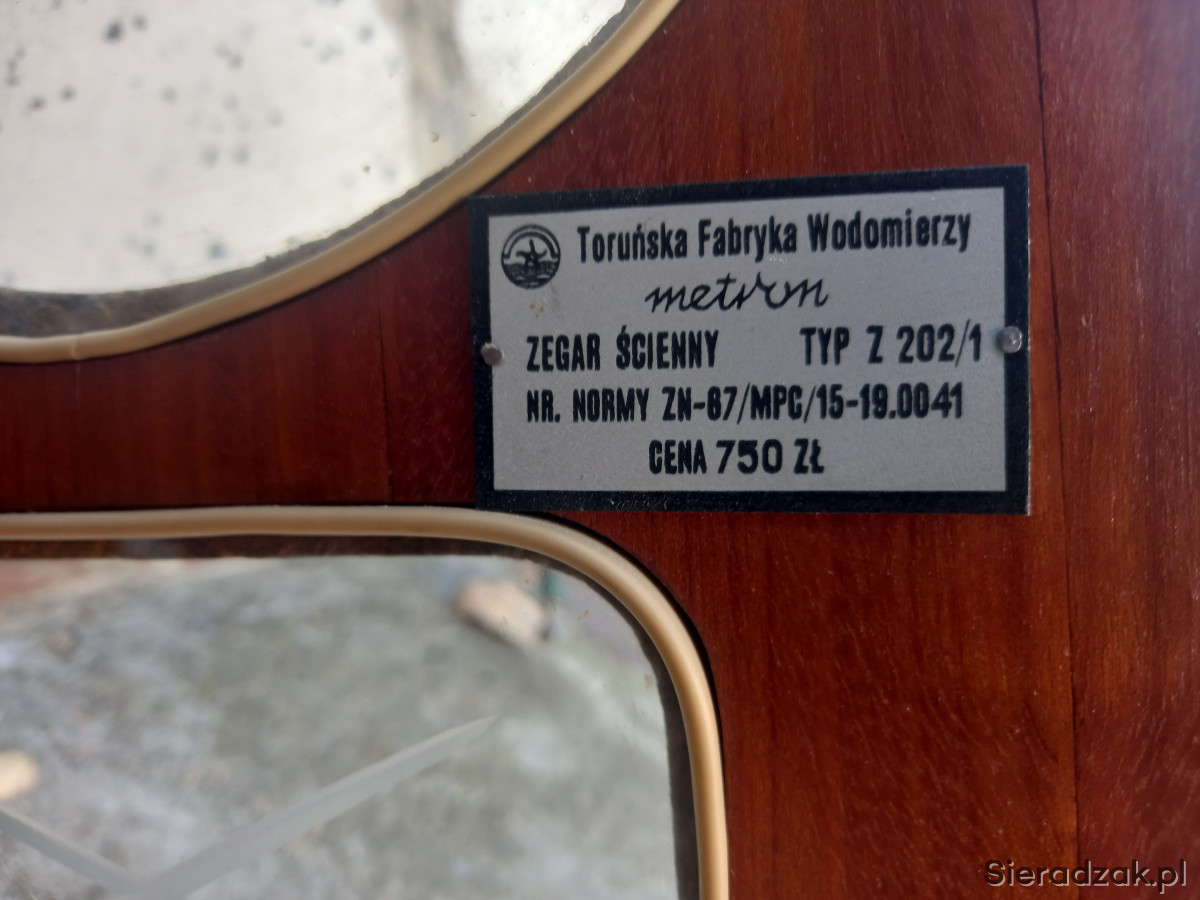 Toruńska Fabryka Wodomierzy
metron
ZEGAR ŚCIENNY TYP Z 202/1
NR. NORMY ZN-67/MPC/15-19.0041
CENA 750 ZŁ
Sieradzak.pl